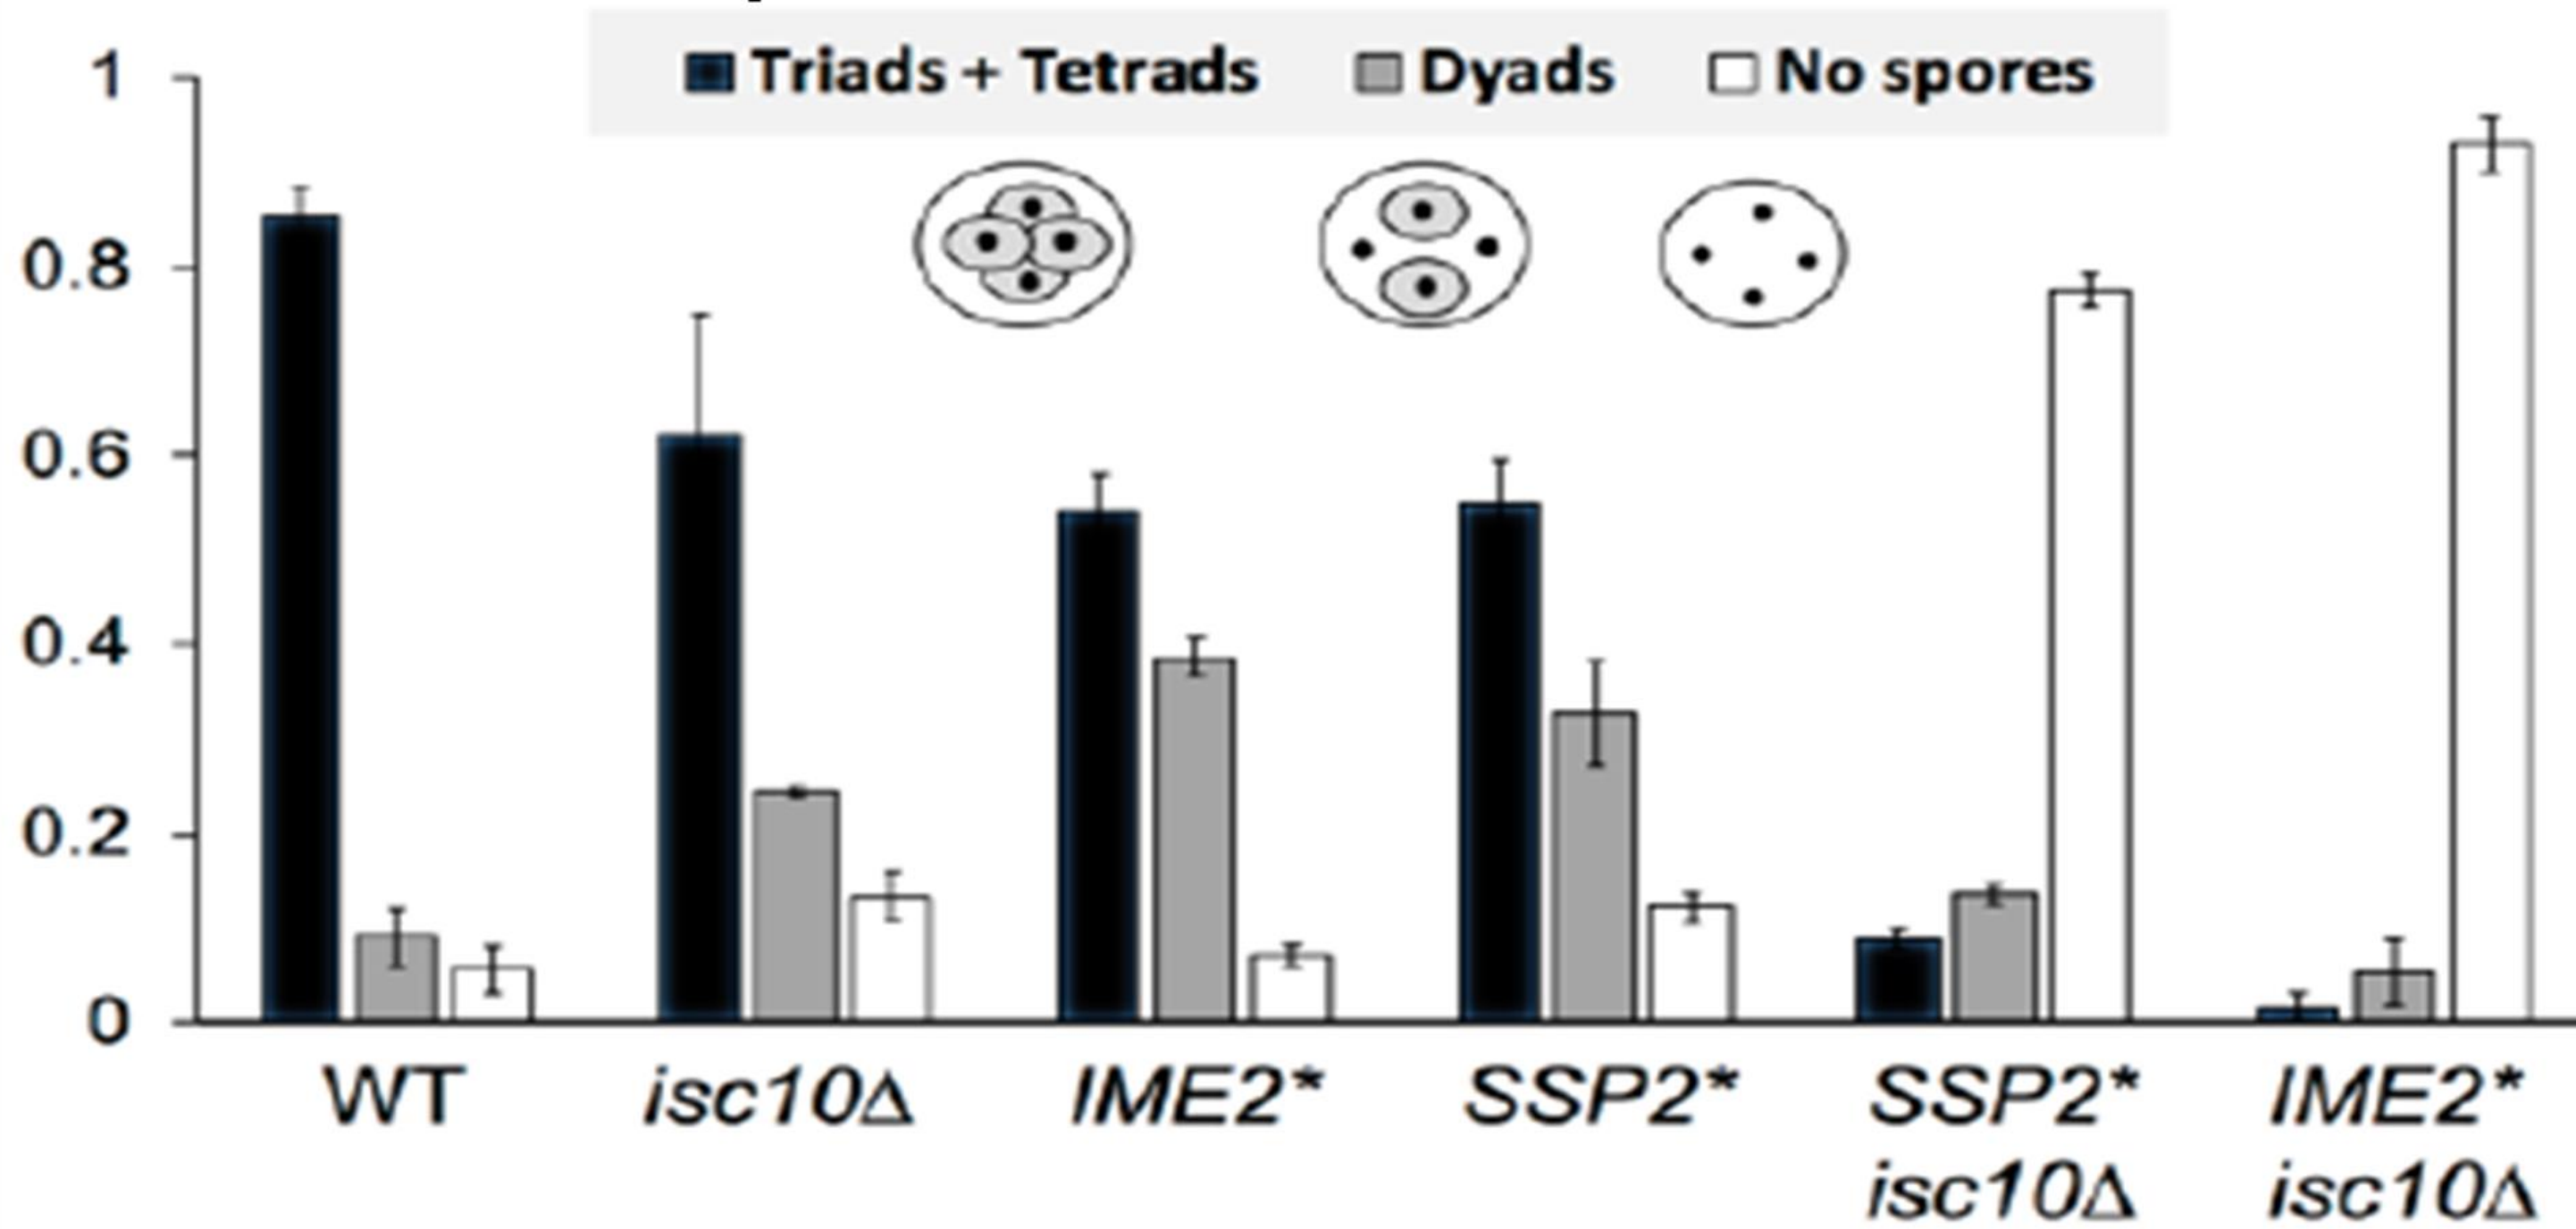 Triads + Tetrads Dyads No spores
1
0.8
0.6
0.4
0.2
0
WT isc10Δ IME2* SSP2* SSP2* IME2*
isc10Δ isc10Δ